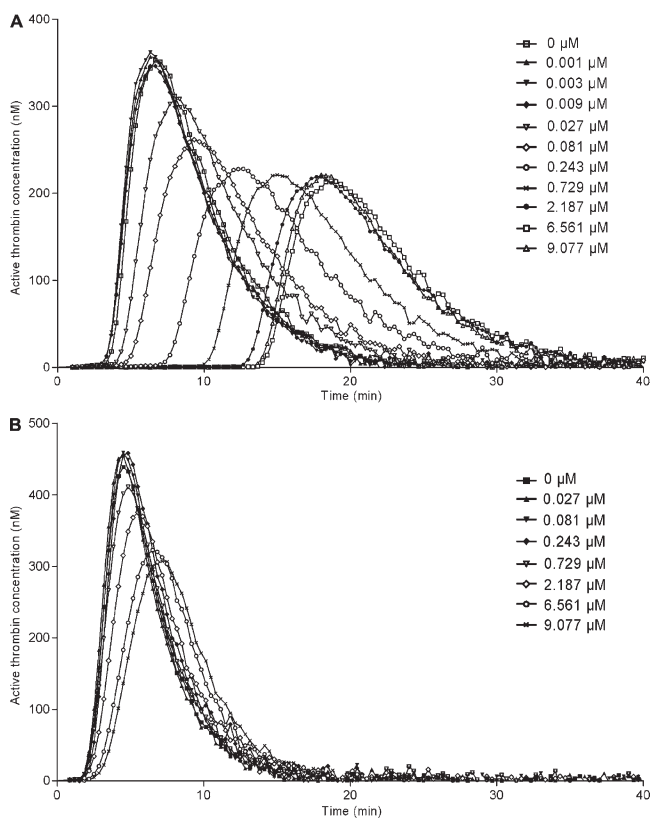 A
400
300
200
100
0
Active thrombin concentration (nM)
0 µM
0.001 µM
0.003 µM
0.009 µM
0.027 µM
0.081 µM
0.243 µM
0.729 µM
2.187 µM
6.561 µM
9.077 µM
0 10 20 30 40
Time (min)
B
500
400
300
200
100
0
Active thrombin concentration (nM)
0 µM
0.027 µM
0.081 µM
0.243 µM
0.729 µM
2.187 µM
6.561 µM
9.077 µM
0 10 20 30 40
Time (min)